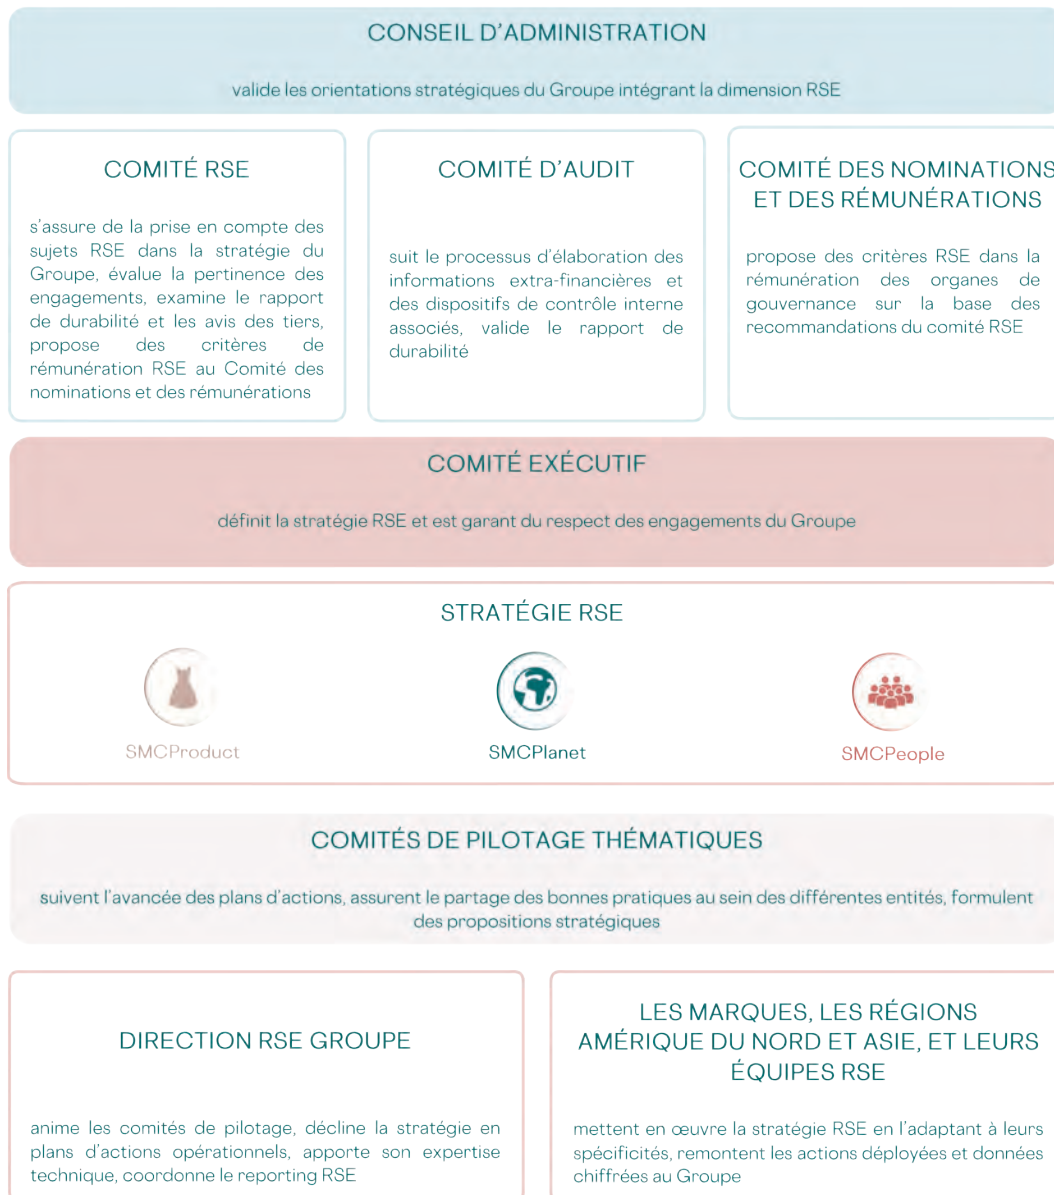 CONSEIL D'ADMINISTRATION
valide les orientations stratégiques du Groupe intégrant la dimension RSE
COMITÉ RSE
s'assure de la prise en compte des
sujets RSE dans la stratégie du
Groupe, évalue la pertinence des
engagements, examine le rapport
de durabilité et les avis des tiers,
propose des critères de
rémunération RSE au Comité des
nominations et des rémunérations
COMITÉ D'AUDIT
suit le processus d'élaboration des
informations extra-financières et
des dispositifs de contrôle interne
associés, valide le rapport de
durabilité
COMITÉ DES NOMINATIONS
ET DES RÉMUNÉRATIONS
propose des critères RSE dans la
rémunération des organes de
gouvernance sur la base des
recommandations du comité RSE
COMITÉ EXÉCUTIF
définit la stratégie RSE et est garant du respect des engagements du Groupe
STRATÉGIE RSE
SMCProduct
SMCPlanet
SMCPeople
COMITÉS DE PILOTAGE THÉMATIQUES
suivent l'avancée des plans d'actions, assurent le partage des bonnes pratiques au sein des différentes entités, formulent
des propositions stratégiques
DIRECTION RSE GROUPE
anime les comités de pilotage, décline la stratégie en
plans d'actions opérationnels, apporte son expertise
technique, coordonne le reporting RSE
LES MARQUES, LES RÉGIONS
AMÉRIQUE DU NORD ET ASIE, ET LEURS
ÉQUIPES RSE
mettent en œuvre la stratégie RSE en l'adaptant à leurs
spécificités, remontent les actions déployées et données
chiffrées au Groupe